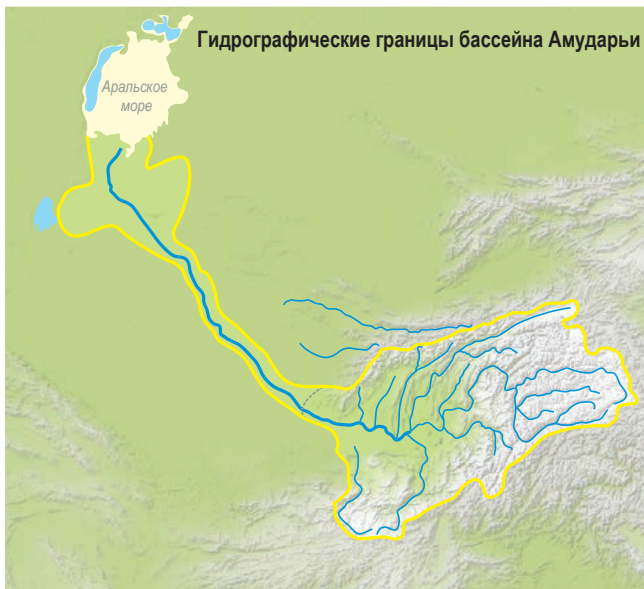 Гидрографические границы бассейна Амударьи
Аральское
море